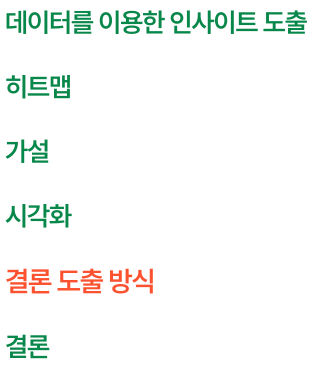 데이터를 이용한 인사이트 도출
히트맵
가설
시각화
결론 도출 방식
결론